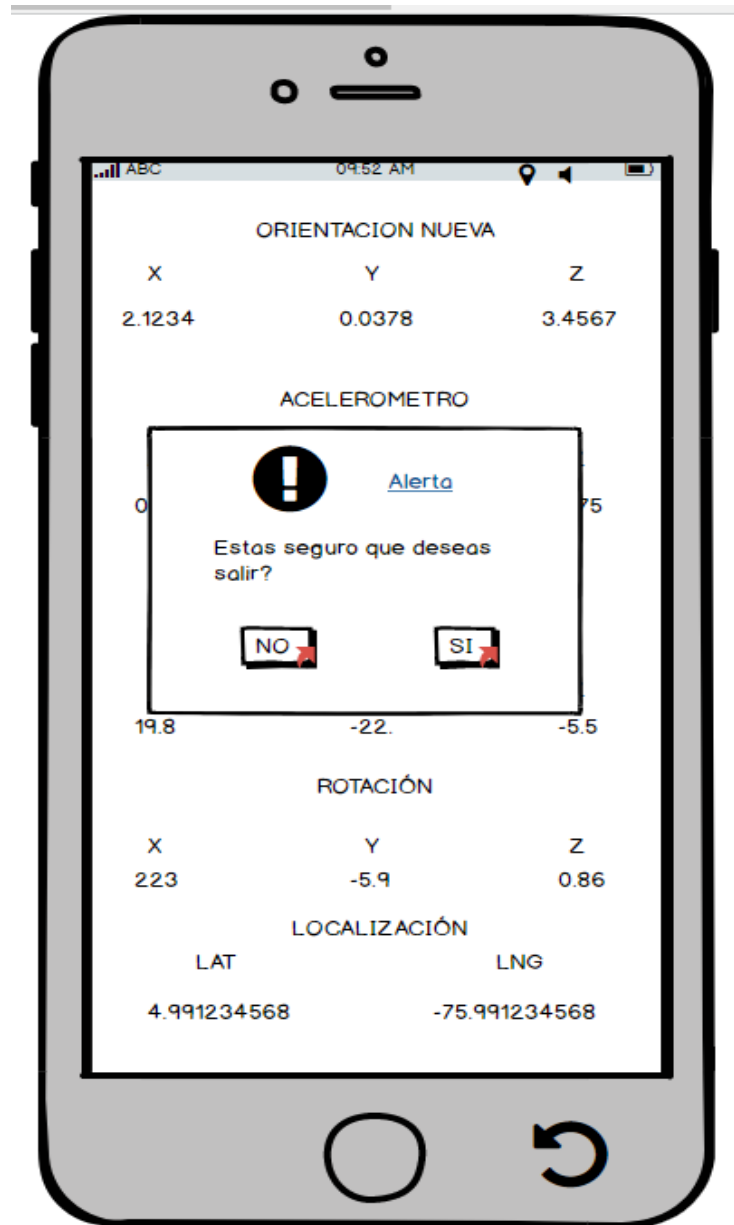 ABC 09:52 AM
ORIENTACION NUEVA
X Y Z
2.1234 0.0378 3.4567
ACELEROMETRO
Alerta
0 75
Estas seguro que deseas
salir?
NO SI
19.8 -22. -5.5
ROTACIÓN
X Y Z
223 -5.9 0.86
LOCALIZACIÓN
LAT LNG
4.991234568 -75.991234568